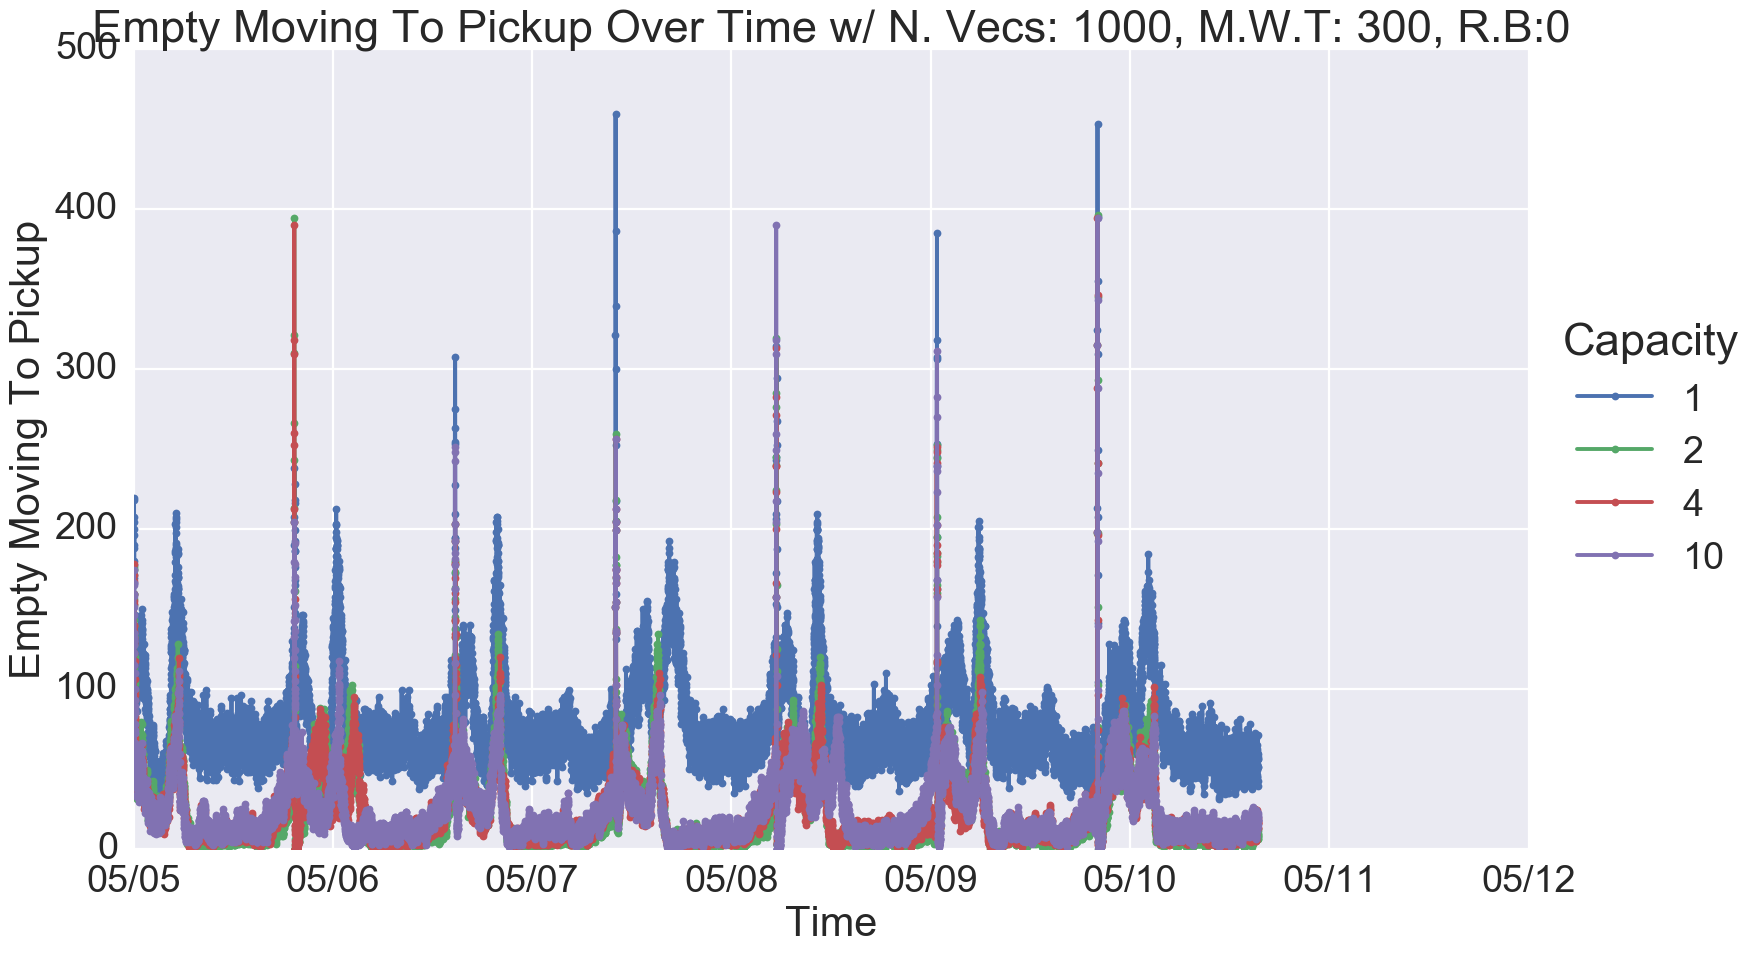 Empty Moving To Pickup Over Time w/ N. Vecs: 1000, M.W.T: 300, R.B:0
500
400
300
200
100
0
Empty Moving To Pickup
05/05 05/06 05/07 05/08 05/09 05/10 05/11 05/12
Time
Capacity
1
2
4
10